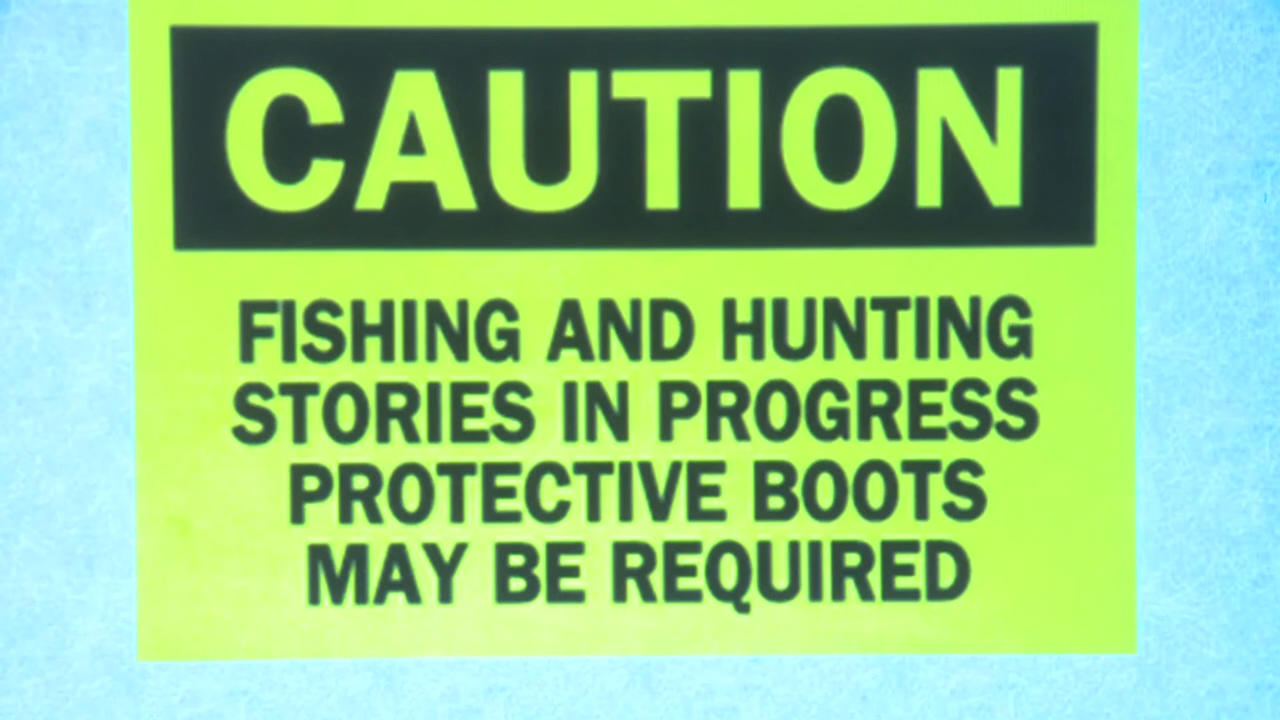 CAUTION
FISHING AND HUNTING
STORIES IN PROGRESS
PROTECTIVE BOOTS
MAY BE REQUIRED